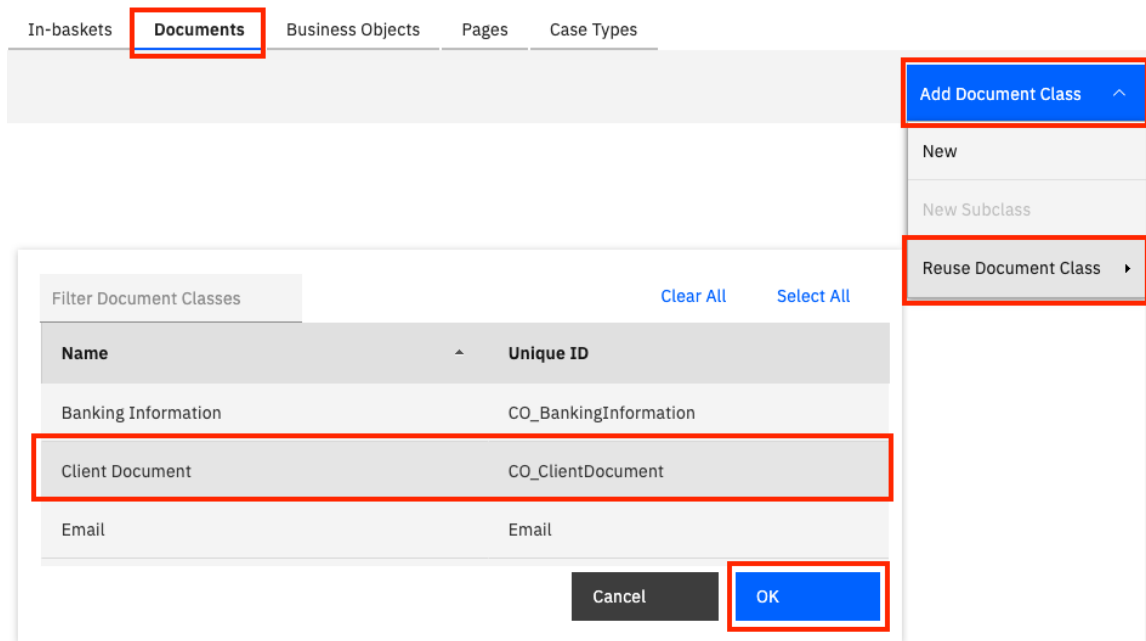 In-baskets Documents Business Objects Pages Case Types
Add Document Class
New
New Subclass
Reuse Document Class
Filter Document Classes Clear All Select All
Name Unique ID
Banking Information CO_BankingInformation
Client Document CO_ClientDocument
Email Email
Cancel OK